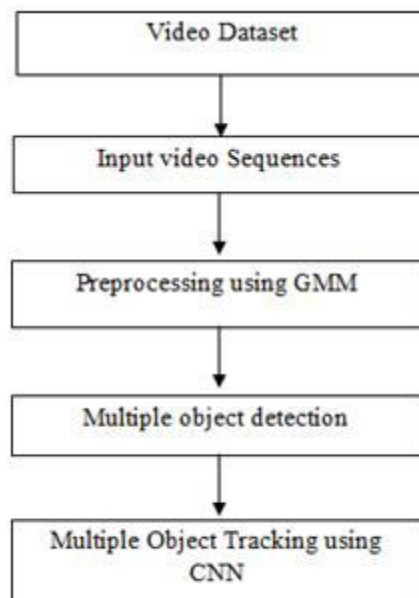 Video Dataset
Input video Sequences
Preprocessing using GMM
Multiple object detection
Multiple Object Tracking using
CNN